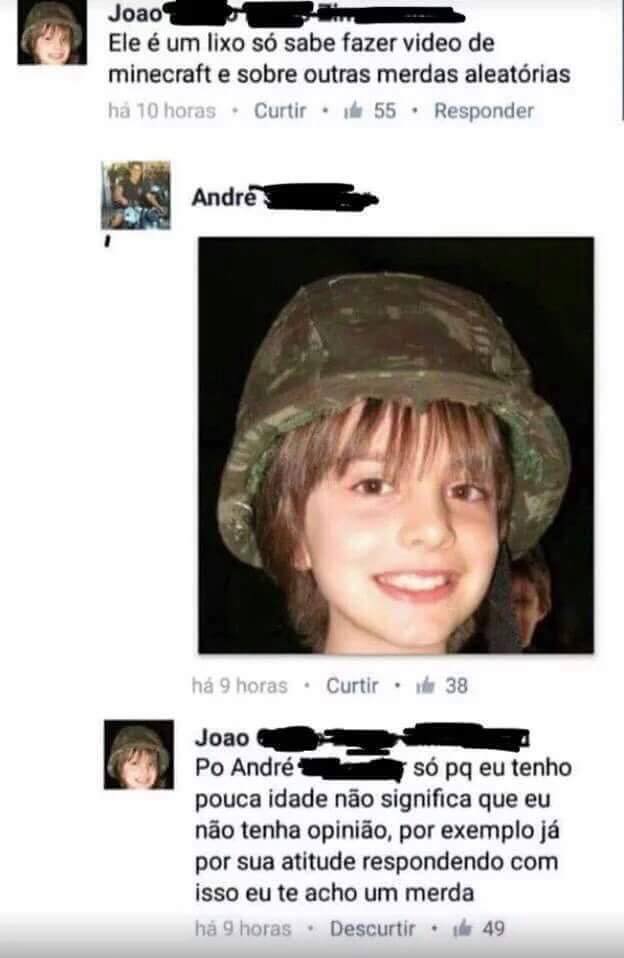 Joao
Ele é um lixo só sabe fazer video de
minecraft e sobre outras merdas aleatórias
há 10 horas · Curtir · 55 · Responder
André
há 9 horas · Curtir · 38
Joao
Po André só pq eu tenho
pouca idade não significa que eu
não tenha opinião, por exemplo já
por sua atitude respondendo com
isso eu te acho um merda
há 9 horas · Descurtir · 49